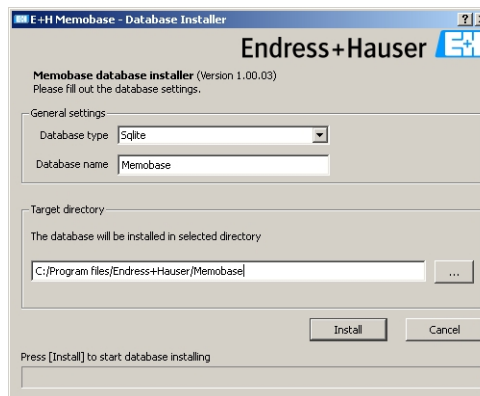 E+H Memobase - Database Installer
Endress+Hauser E+H
Memobase database installer (Version 1.00.03)
Please fill out the database settings.
General settings
Database type Sqlite
Database name Memobase
Target directory
The database will be installed in selected directory
C:/Program files/Endress+Hauser/Memobase
...
Install Cancel
Press [Install] to start database installing